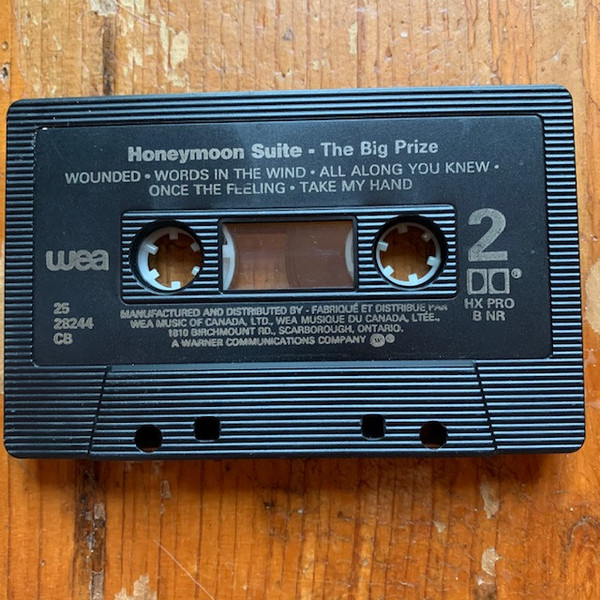 Honeymoon Suite - The Big Prize
WOUNDED • WORDS IN THE WIND • ALL ALONG YOU KNEW •
ONCE THE FEELING • TAKE MY HAND
wea
2
HX PRO
B NR
25
28244
CB
MANUFACTURED AND DISTRIBUTED BY - FABRIQUÉ ET DISTRIBUÉ PAR
WEA MUSIC OF CANADA, LTD., WEA MUSIQUE DU CANADA, LTÉE.,
1810 BIRCHMOUNT RD., SCARBOROUGH, ONTARIO.
A WARNER COMMUNICATIONS COMPANY